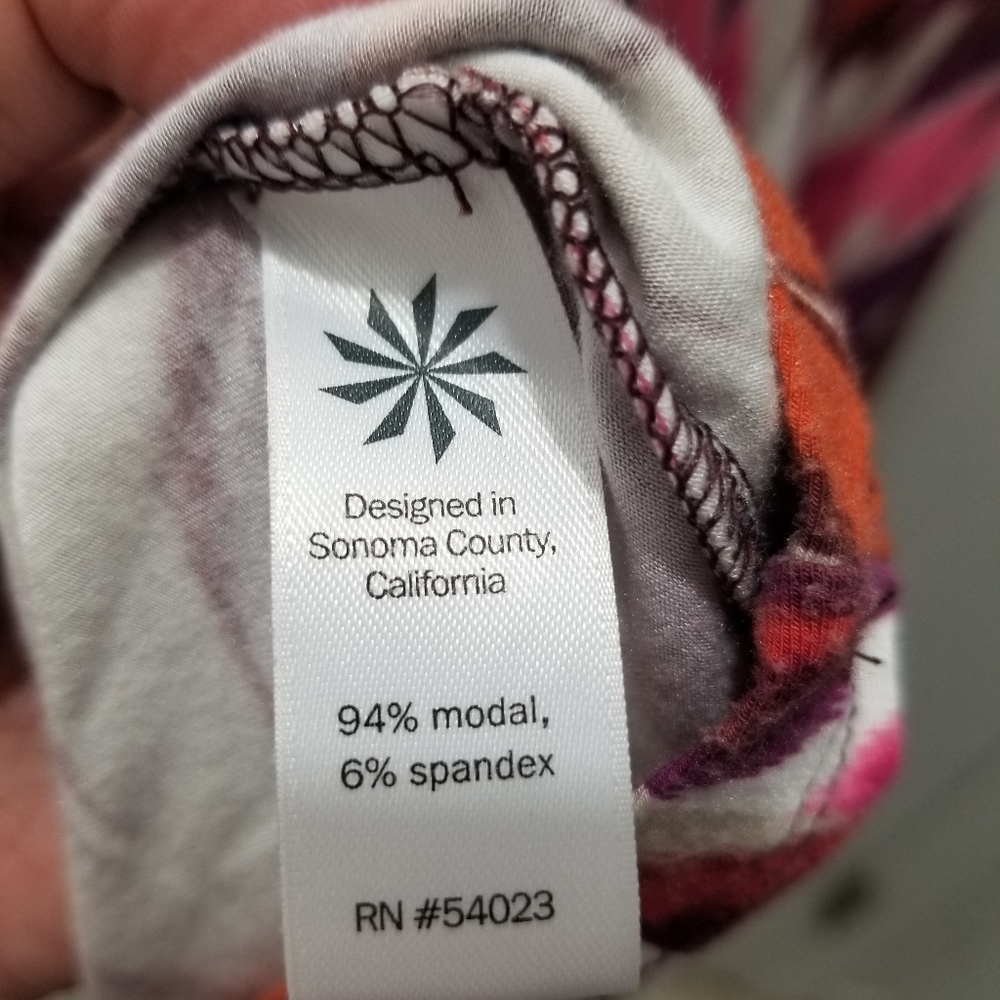 Designed in
Sonoma County,
California
94% modal,
6% spandex
RN #54023